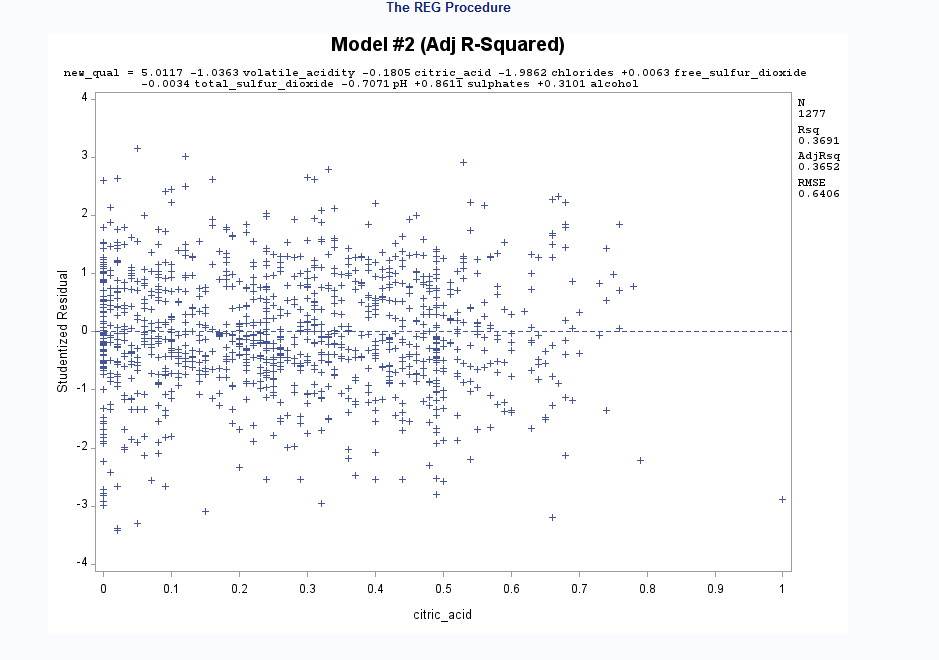 The REG Procedure
Model #2 (Adj R-Squared)
new_qual = 5.0117 -1.0363 volatile_acidity -0.1805 citric_acid -1.9862 chlorides +0.0063 free_sulfur_dioxide
-0.0034 total_sulfur_dioxide -0.7071 pH +0.8611 sulphates +0.3101 alcohol
N
1277
Rsq
0.3691
AdjRsq
0.3652
RMSE
0.6406
Studentized Residual
4
3
2
1
0
-1
-2
-3
-4
0 0.1 0.2 0.3 0.4 0.5 0.6 0.7 0.8 0.9 1
citric_acid